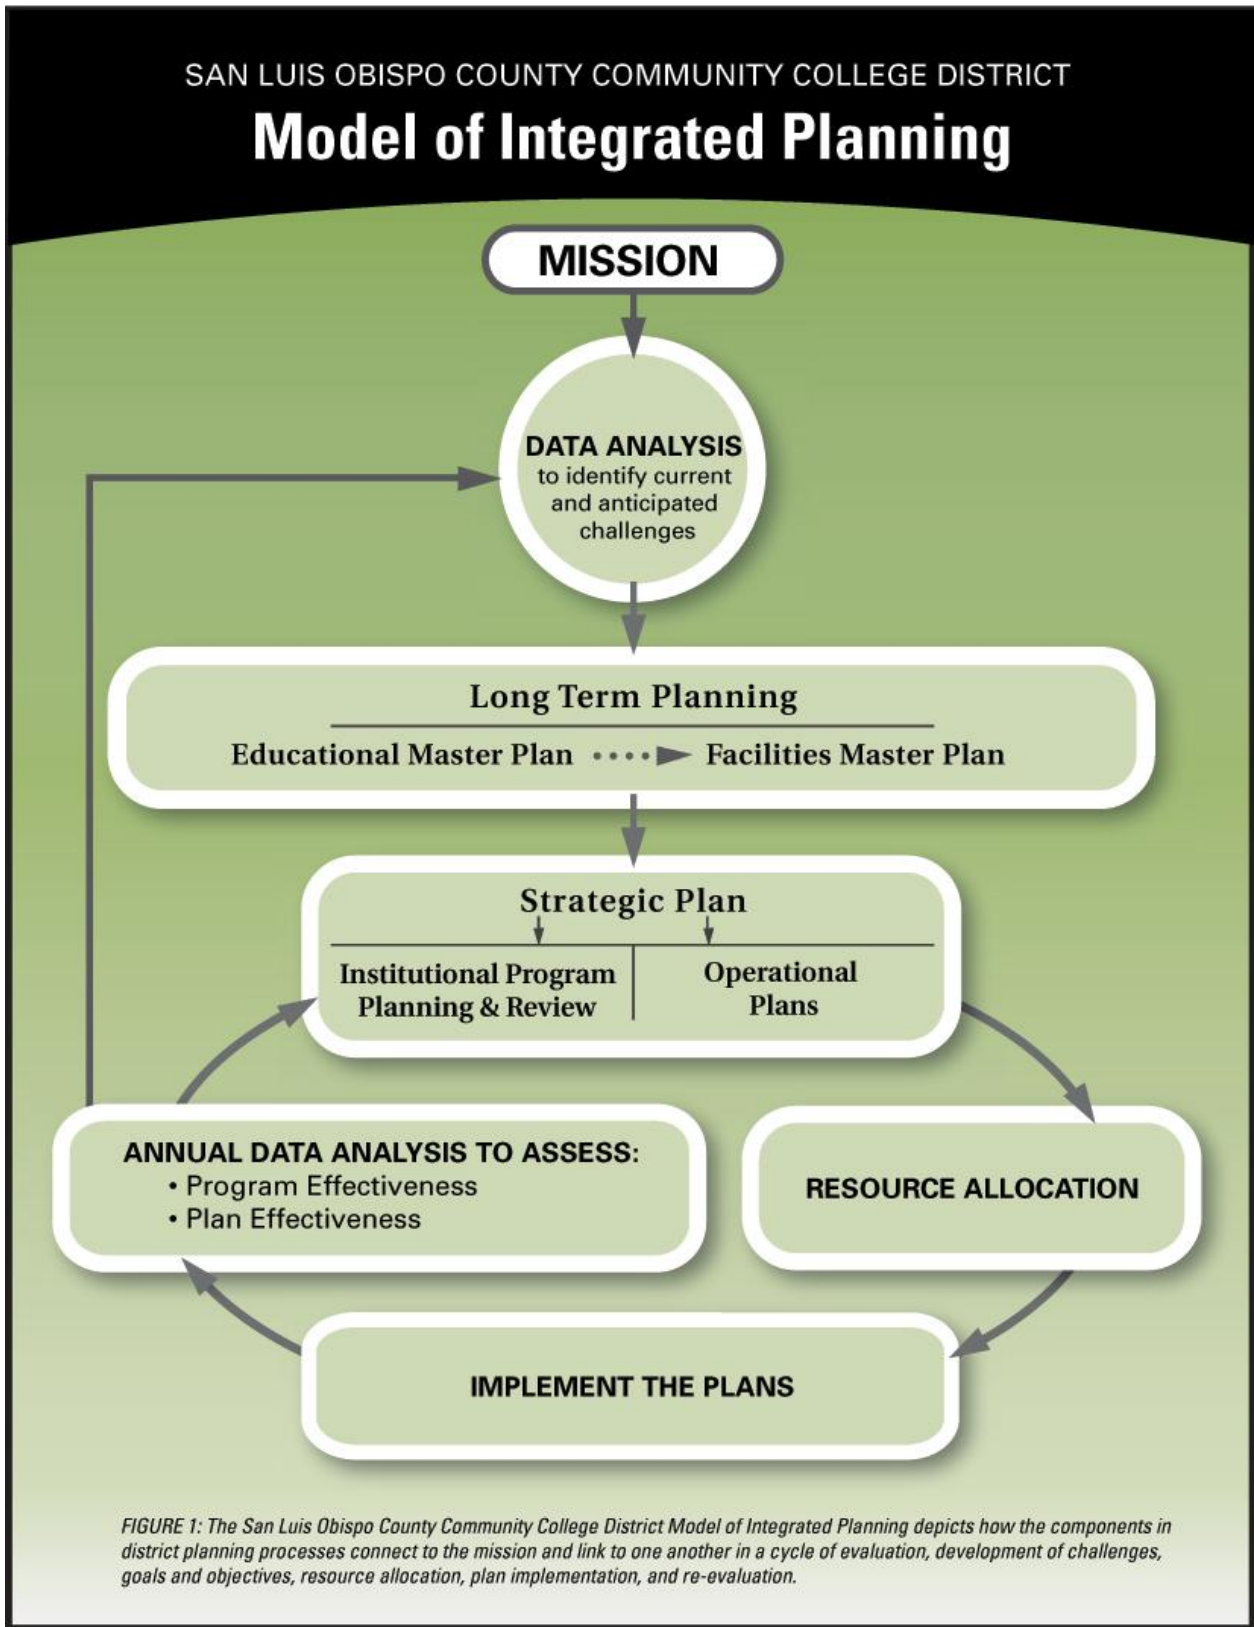 SAN LUIS OBISPO COUNTY COMMUNITY COLLEGE DISTRICT
Model of Integrated Planning
MISSION
DATA ANALYSIS
to identify current
and anticipated
challenges
Long Term Planning
Educational Master Plan
Facilities Master Plan
Strategic Plan
Institutional Program
Planning & Review
Operational
Plans
ANNUAL DATA ANALYSIS TO ASSESS:
• Program Effectiveness
• Plan Effectiveness
RESOURCE ALLOCATION
IMPLEMENT THE PLANS
FIGURE 1: The San Luis Obispo County Community College District Model of Integrated Planning depicts how the components in
district planning processes connect to the mission and link to one another in a cycle of evaluation, development of challenges,
goals and objectives, resource allocation, plan implementation, and re-evaluation.